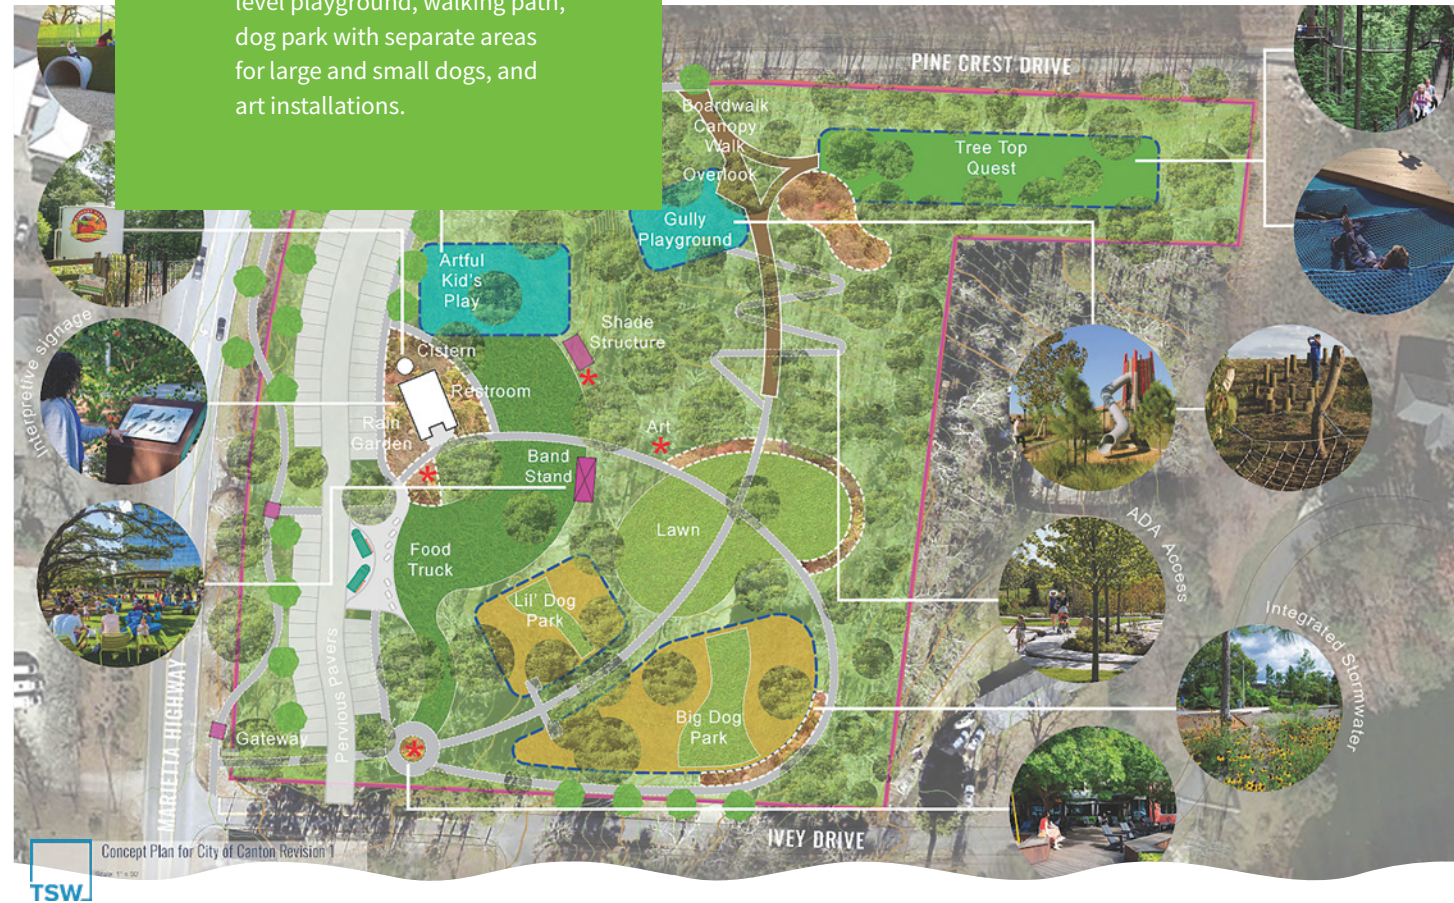 level playground, walking path,
dog park with separate areas
for large and small dogs, and
art installations.
PINE CREST DRIVE
Boardwalk
Canopy
Walk
Overlook
Tree Top
Quest
Gully
Playground
Artful
Kid's
Play
Shade
Structure
Interpretive signage
Cistern
Restroom
Rain
Garden
Art
Band
Stand
Lawn
Food
Truck
Lil' Dog
Park
ADA Access
Integrated Stormwater
Big Dog
Park
Gateway
Pervious Pavers
MARIETTA HIGHWAY
IVEY DRIVE
Concept Plan for City of Canton Revision 1
Scale: 1" = 50'
TSW